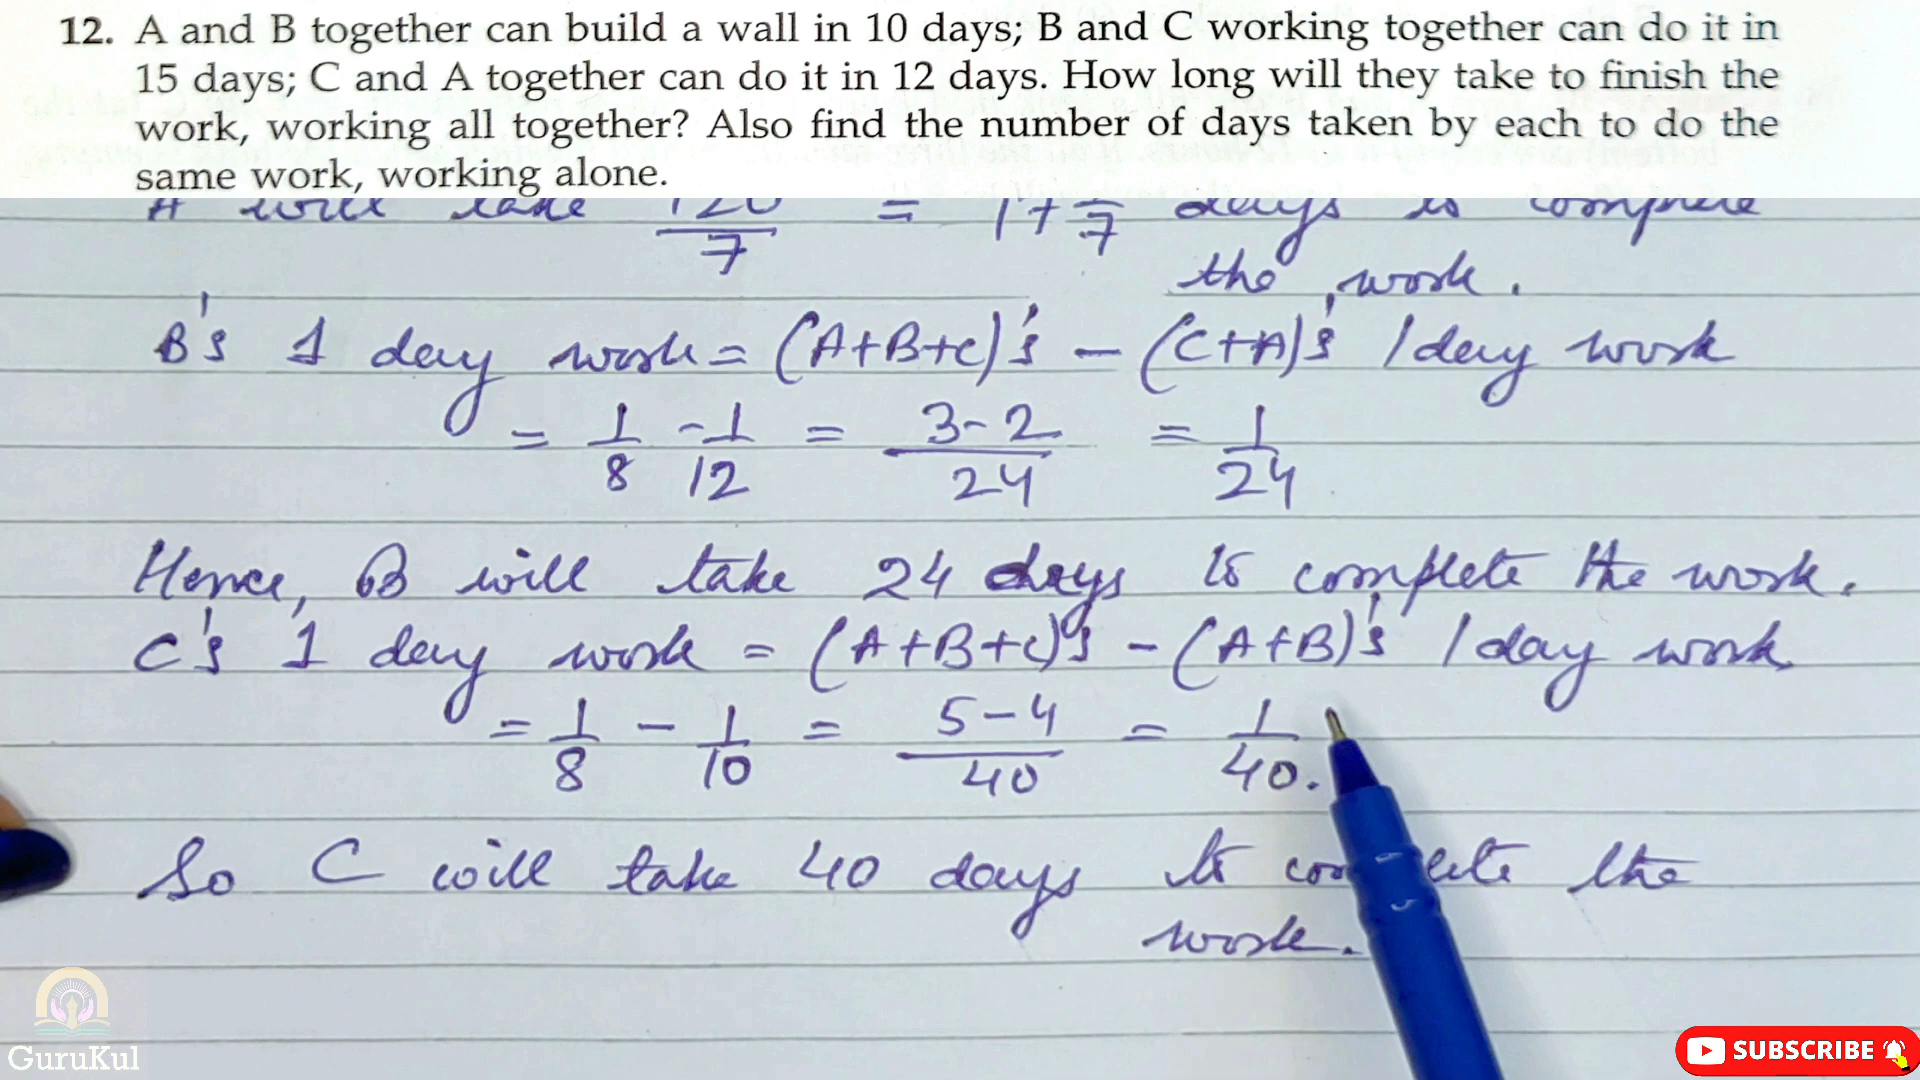 12. A and B together can build a wall in 10 days; B and C working together can do it in
15 days; C and A together can do it in 12 days. How long will they take to finish the
work, working all together? Also find the number of days taken by each to do the
same work, working alone.
A will take 120/7 = 17 1/7 days to complete
the work.
B's 1 day work = (A+B+C)'s - (C+A)'s 1 day work
= 1/8 - 1/12 = 3-2/24 = 1/24
Hence, B will take 24 days to complete the work.
C's 1 day work = (A+B+C)'s - (A+B)'s 1 day work
= 1/8 - 1/10 = 5-4/40 = 1/40.
So C will take 40 days to complete the
work.
GuruKul
SUBSCRIBE